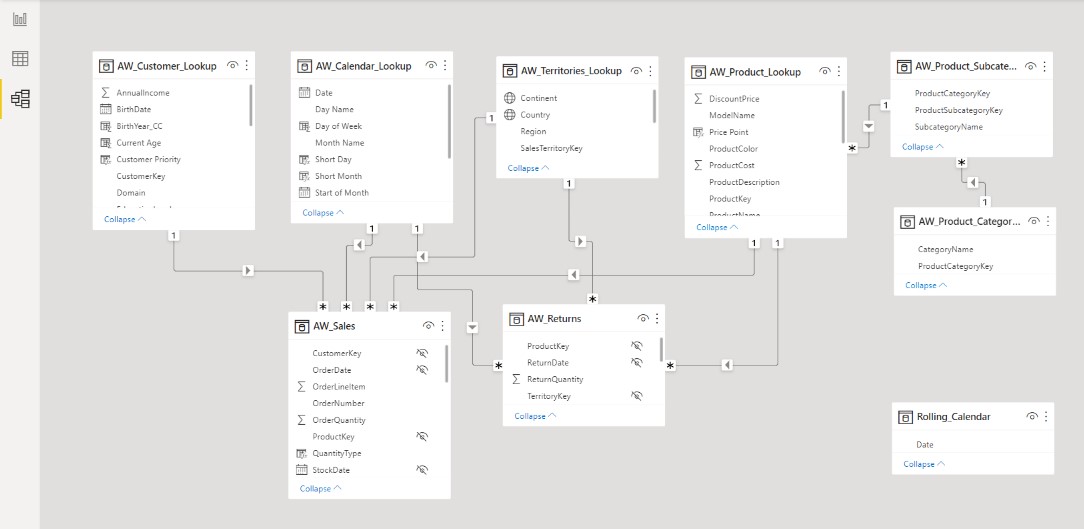 AW_Customer_Lookup
AnnualIncome
BirthDate
BirthYear_CC
Current Age
Customer Priority
CustomerKey
Domain
Collapse
AW_Calendar_Lookup
Date
Day Name
Day of Week
Month Name
Short Day
Short Month
Start of Month
Collapse
AW_Territories_Lookup
Continent
Country
Region
SalesTerritoryKey
Collapse
AW_Product_Lookup
DiscountPrice
ModelName
Price Point
ProductColor
ProductCost
ProductDescription
ProductKey
ProductName
Collapse
AW_Product_Subcate...
ProductCategoryKey
ProductSubcategoryKey
SubcategoryName
Collapse
AW_Product_Categor...
CategoryName
ProductCategoryKey
Collapse
1
1
1
1
1
1
1
1
1
*
*
*
*
*
*
*
*
*
AW_Sales
CustomerKey
OrderDate
OrderLineItem
OrderNumber
OrderQuantity
ProductKey
QuantityType
StockDate
Collapse
AW_Returns
ProductKey
ReturnDate
ReturnQuantity
TerritoryKey
Collapse
Rolling_Calendar
Date
Collapse